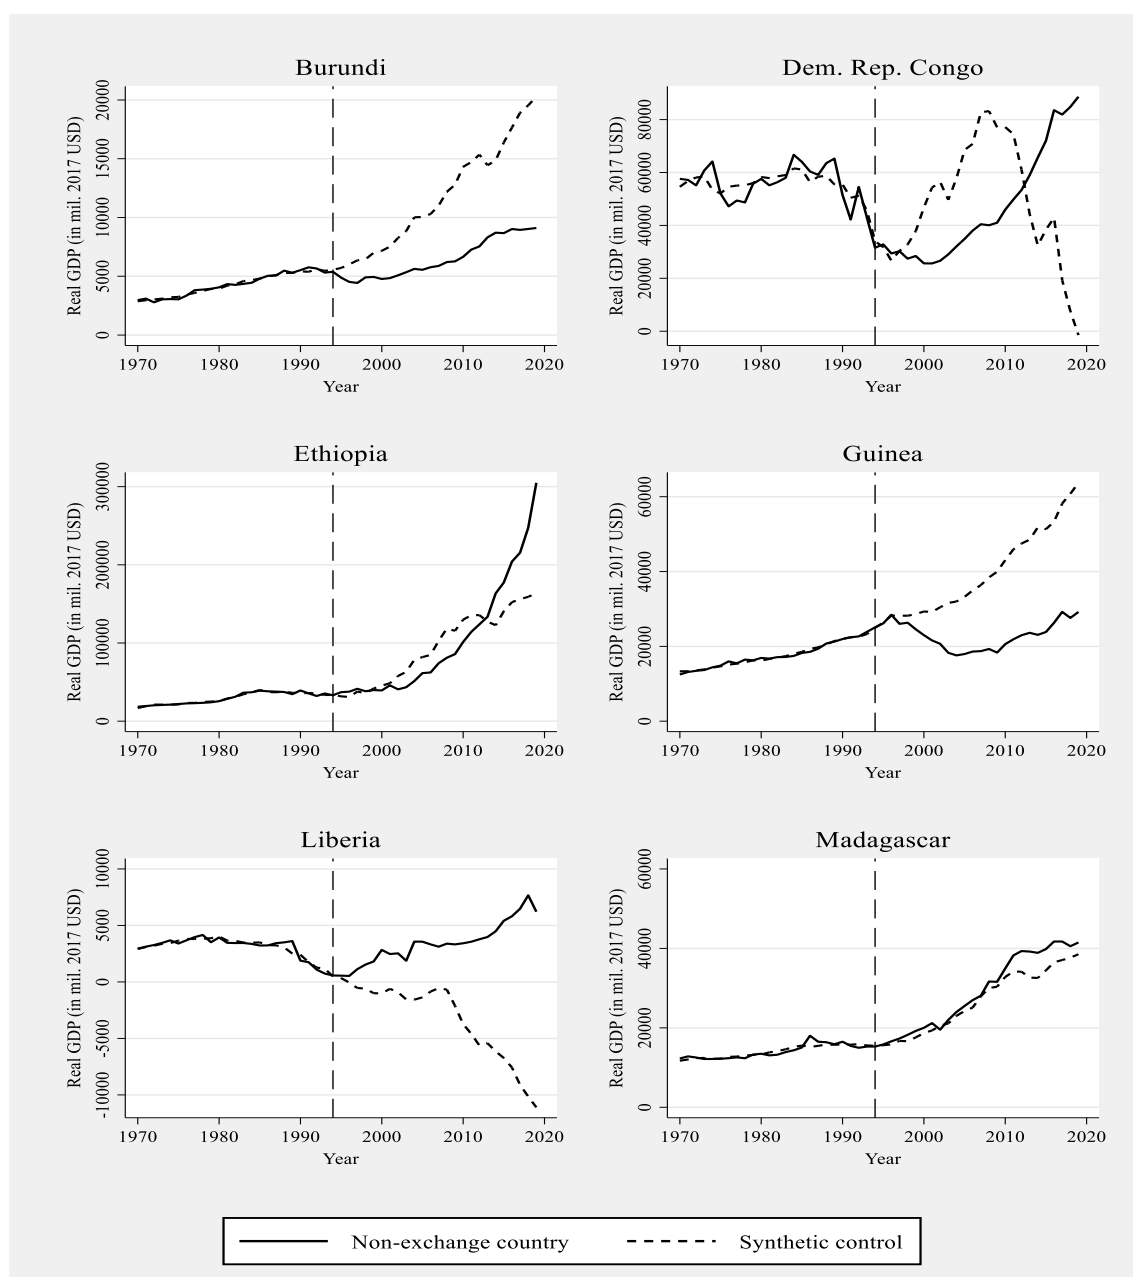 Burundi
Real GDP (in mil. 2017 USD)
20000
15000
10000
5000
0
1970 1980 1990 2000 2010 2020
Year
Dem. Rep. Congo
Real GDP (in mil. 2017 USD)
80000
60000
40000
20000
0
1970 1980 1990 2000 2010 2020
Year
Ethiopia
Real GDP (in mil. 2017 USD)
300000
200000
100000
0
1970 1980 1990 2000 2010 2020
Year
Guinea
Real GDP (in mil. 2017 USD)
60000
40000
20000
0
1970 1980 1990 2000 2010 2020
Year
Liberia
Real GDP (in mil. 2017 USD)
10000
5000
0
-5000
-10000
1970 1980 1990 2000 2010 2020
Year
Madagascar
Real GDP (in mil. 2017 USD)
60000
40000
20000
0
1970 1980 1990 2000 2010 2020
Year
Non-exchange country Synthetic control